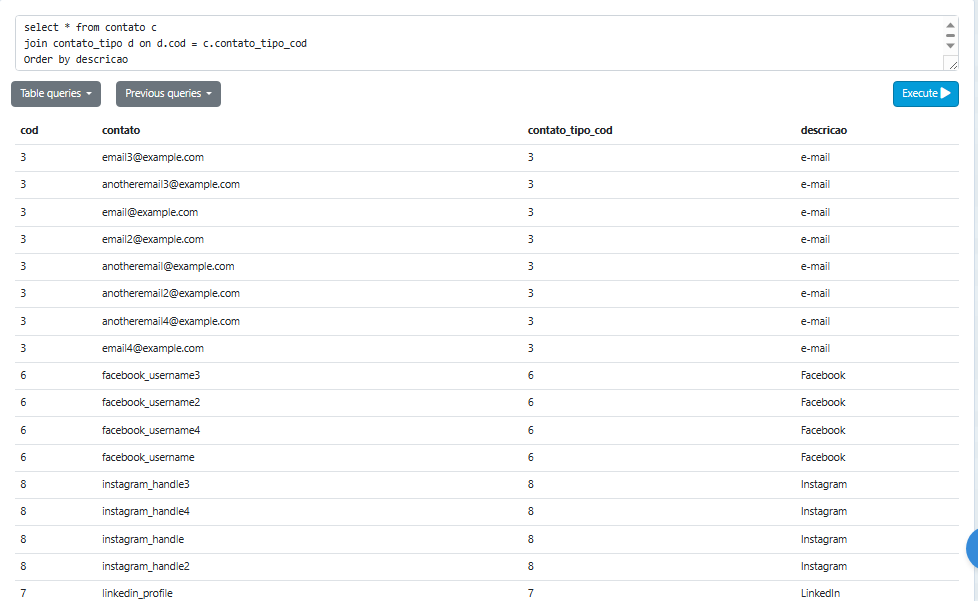 select * from contato c
join contato_tipo d on d.cod = c.contato_tipo_cod
Order by descricao
Table queries Previous queries Execute
cod contato contato_tipo_cod descricao
3 email3@example.com 3 e-mail
3 anotheremail3@example.com 3 e-mail
3 email@example.com 3 e-mail
3 email2@example.com 3 e-mail
3 anotheremail@example.com 3 e-mail
3 anotheremail2@example.com 3 e-mail
3 anotheremail4@example.com 3 e-mail
3 email4@example.com 3 e-mail
6 facebook_username3 6 Facebook
6 facebook_username2 6 Facebook
6 facebook_username4 6 Facebook
6 facebook_username 6 Facebook
8 instagram_handle3 8 Instagram
8 instagram_handle4 8 Instagram
8 instagram_handle 8 Instagram
8 instagram_handle2 8 Instagram
7 linkedin_profile 7 LinkedIn